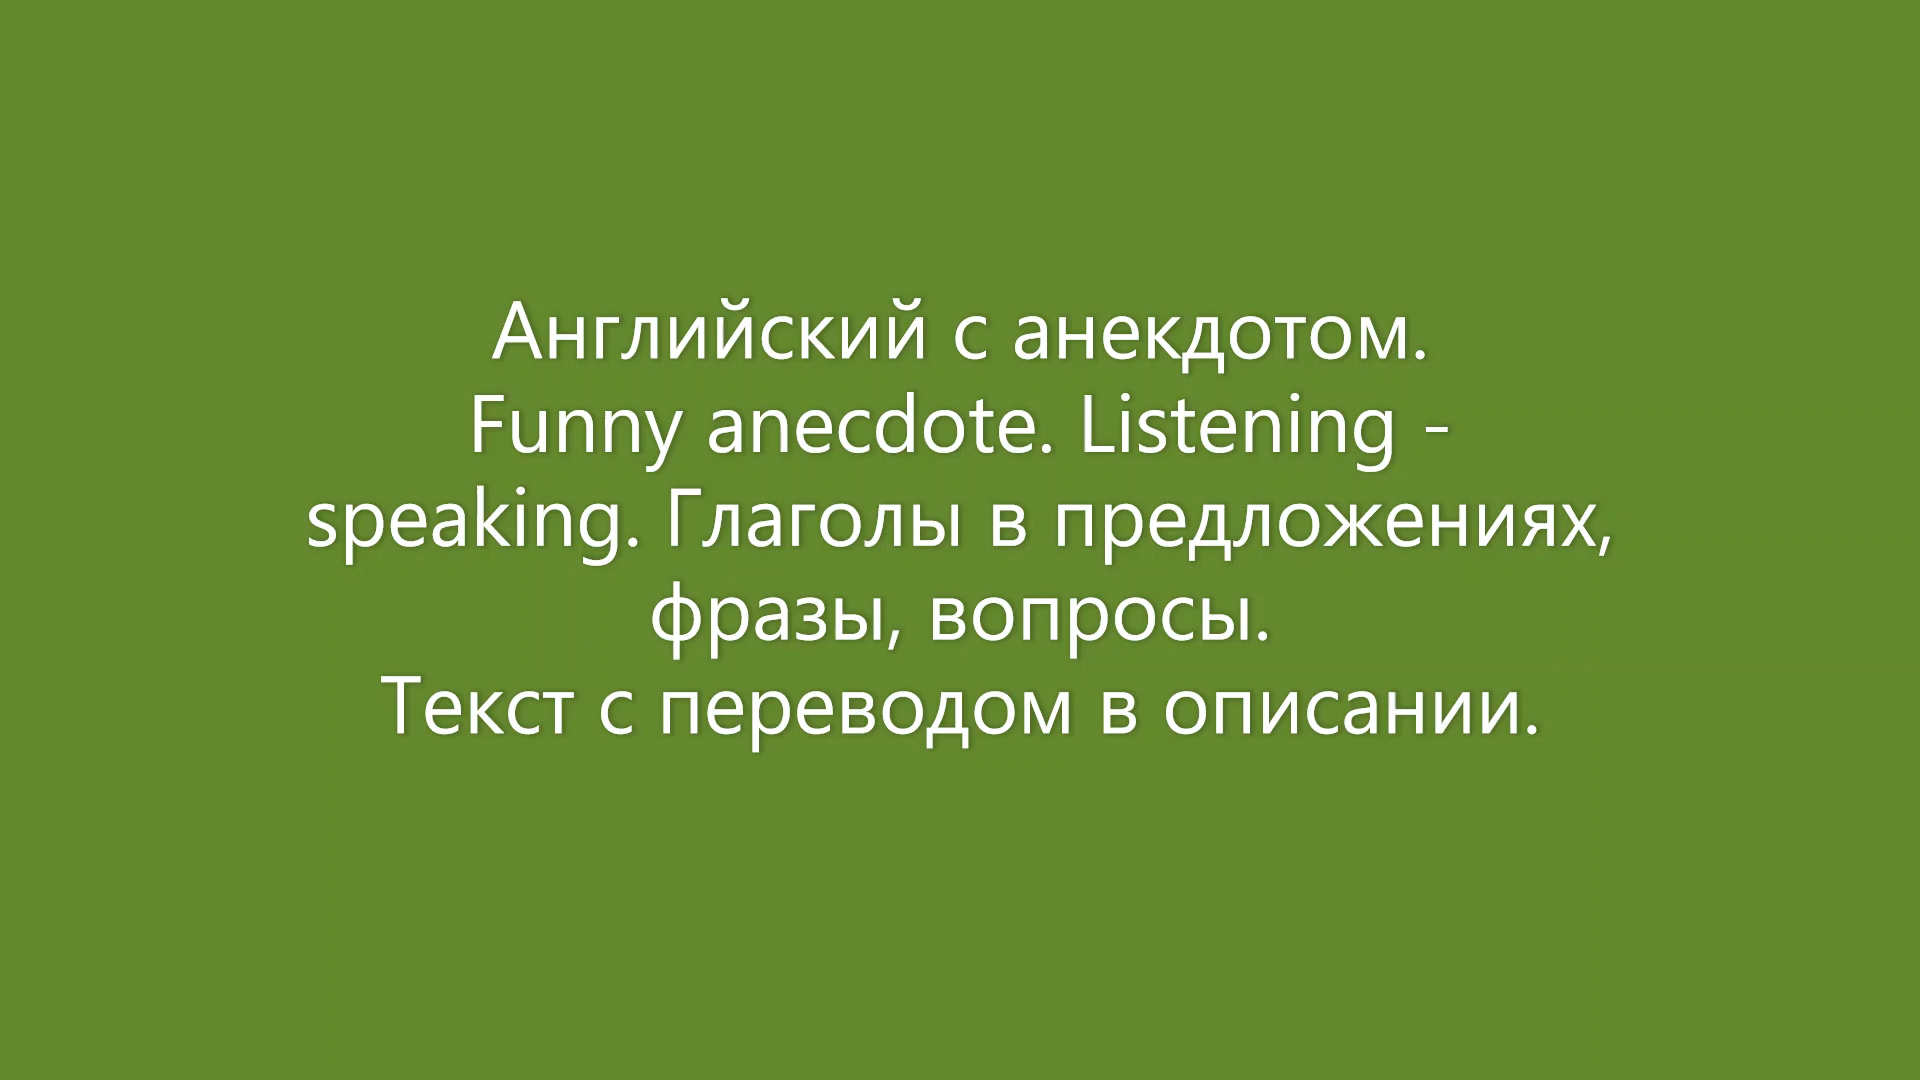 Английский с анекдотом.
Funny anecdote. Listening -
speaking. Глаголы в предложениях,
фразы, вопросы.
Текст с переводом в описании.